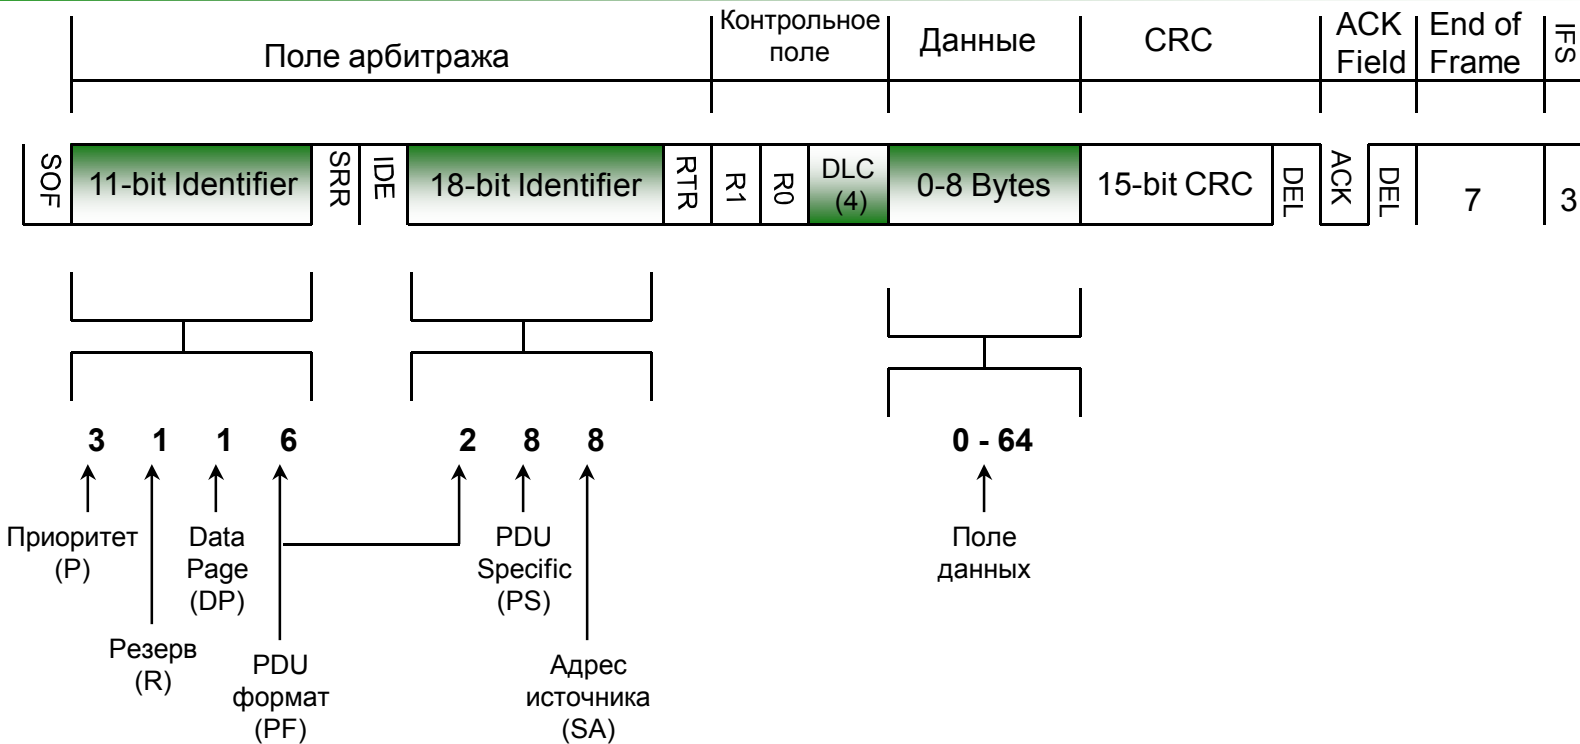 Поле арбитража
Контрольное
поле
Данные
CRC
ACK
Field
End of
Frame
IFS
SOF
11-bit Identifier
SRR
IDE
18-bit Identifier
RTR
R1
R0
DLC
(4)
0-8 Bytes
15-bit CRC
DEL
ACK
DEL
7
3
3 1 1 6 2 8 8 0 - 64
Приоритет
(P)
Резерв
(R)
Data
Page
(DP)
PDU
формат
(PF)
PDU
Specific
(PS)
Адрес
источника
(SA)
Поле
данных